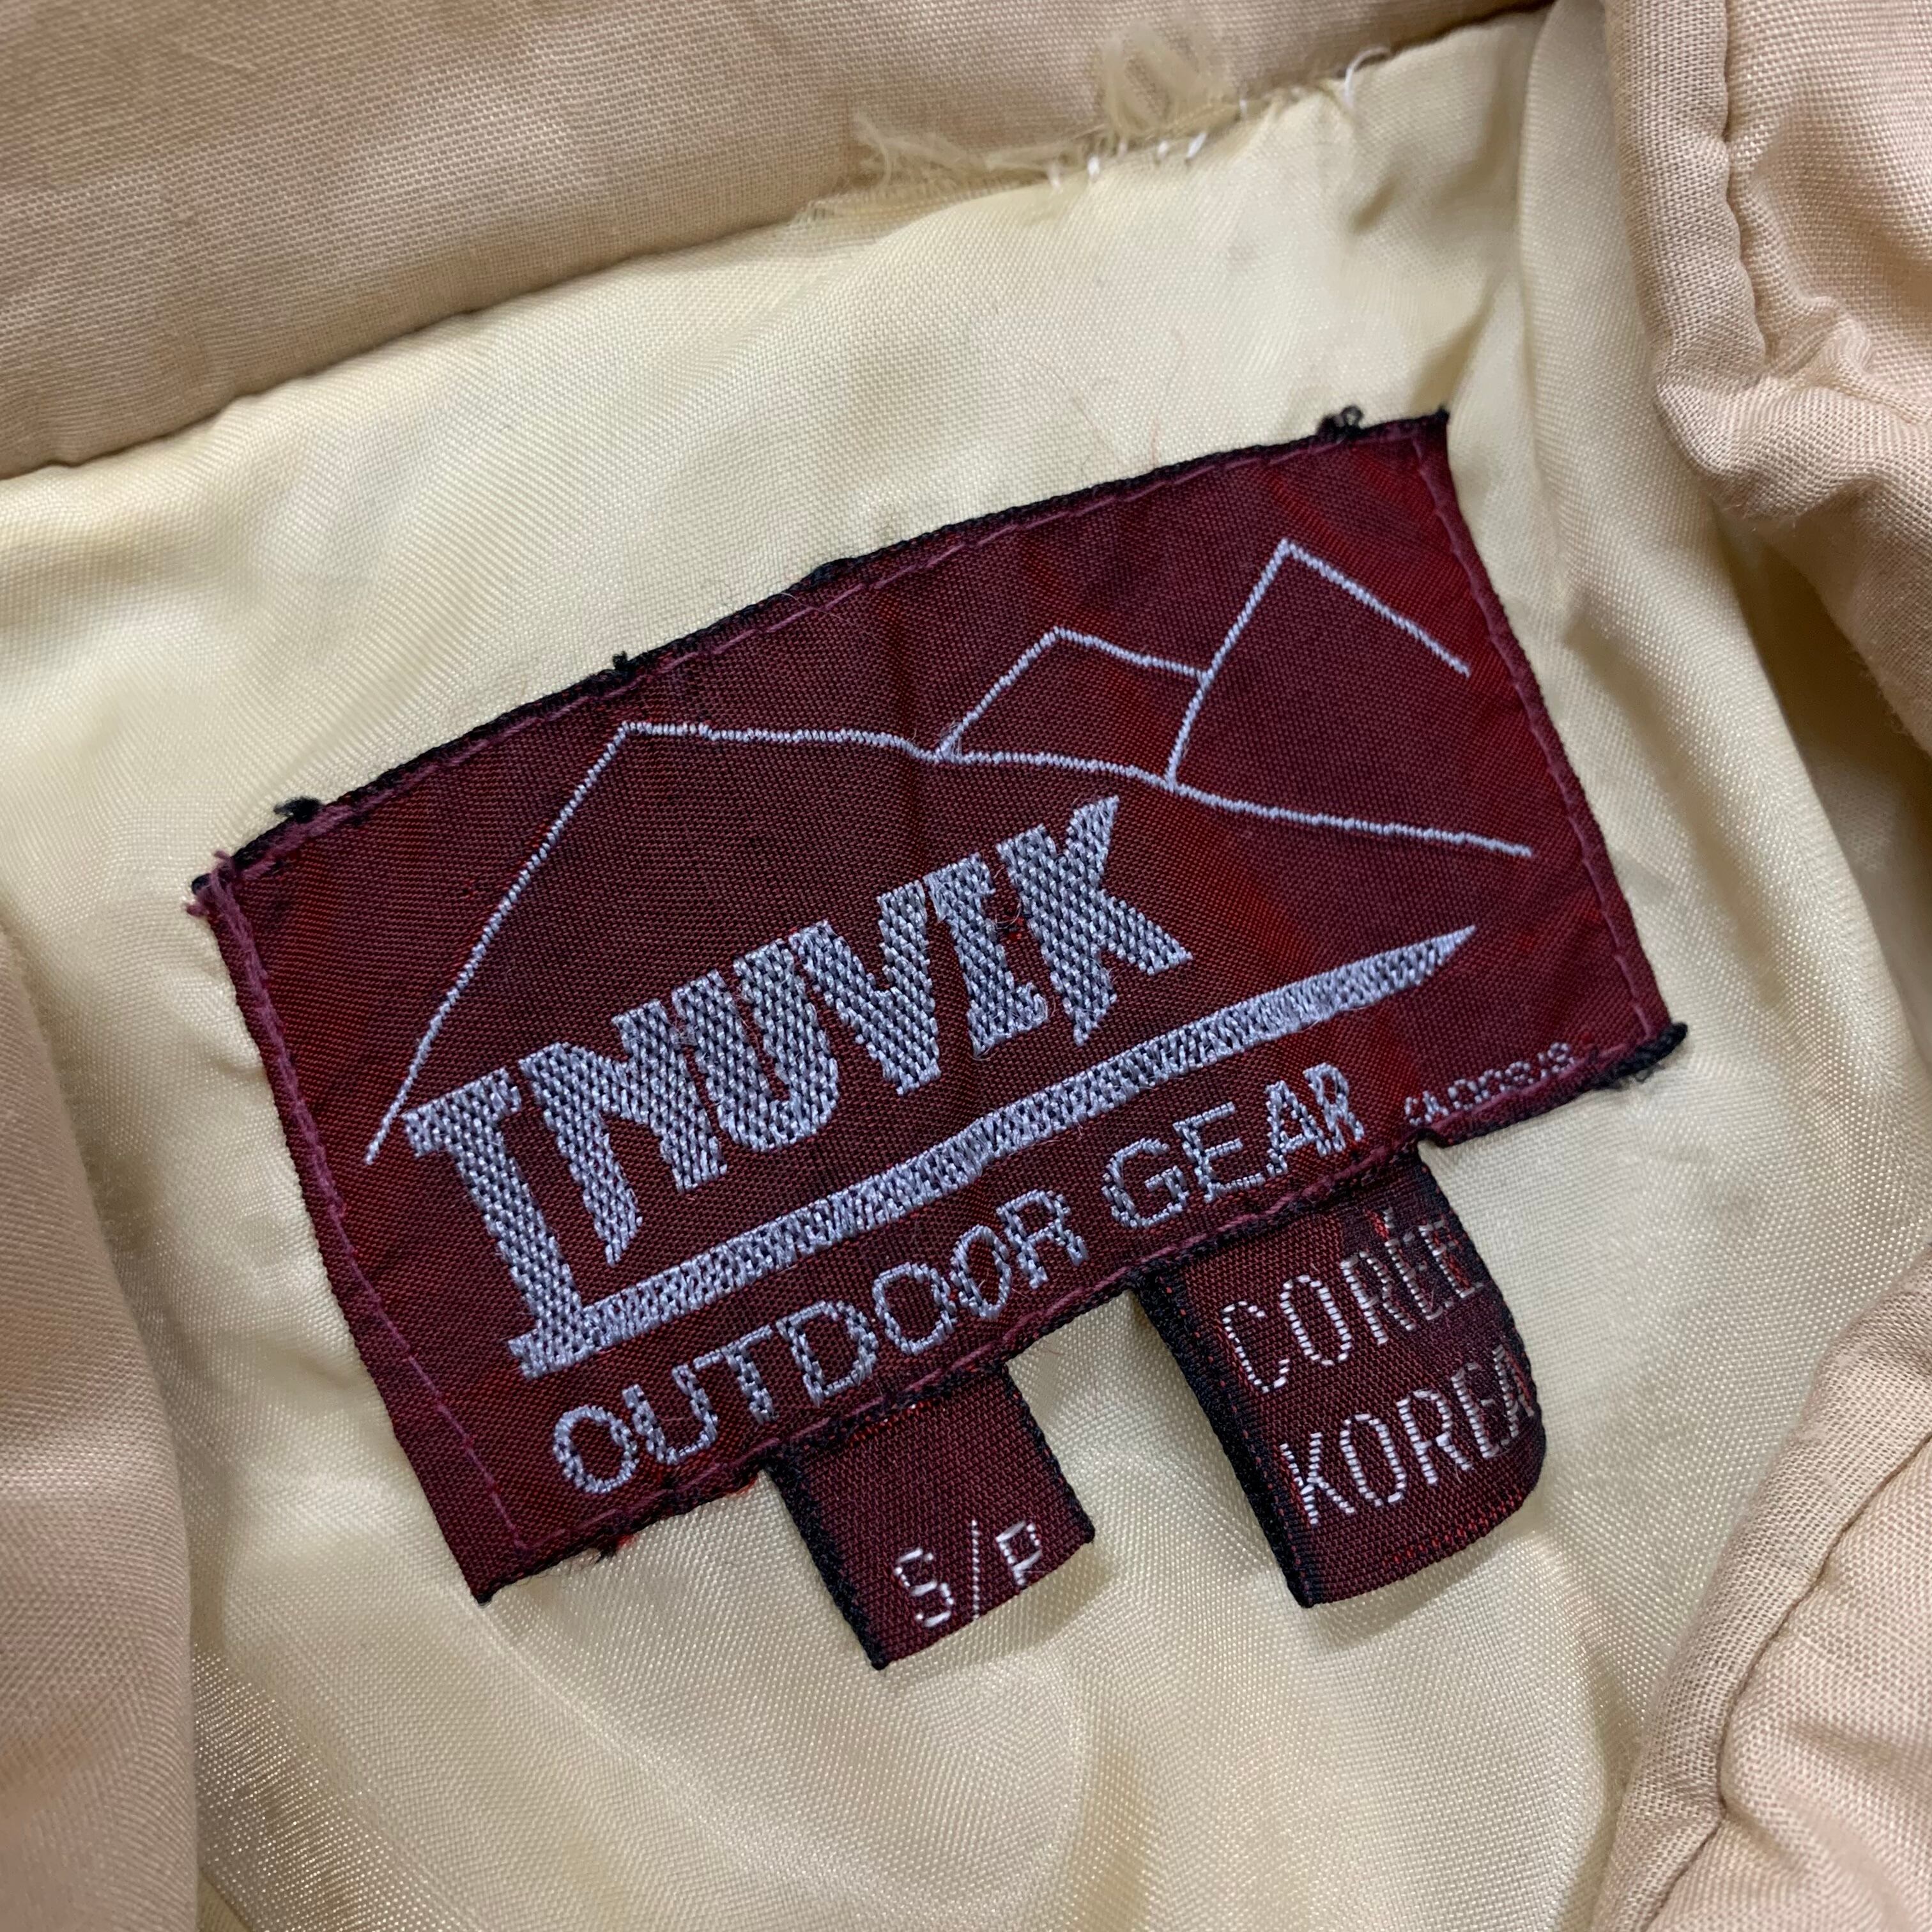 INUVIK
OUTDOOR GEAR
S/P
CORÉE
KOREA